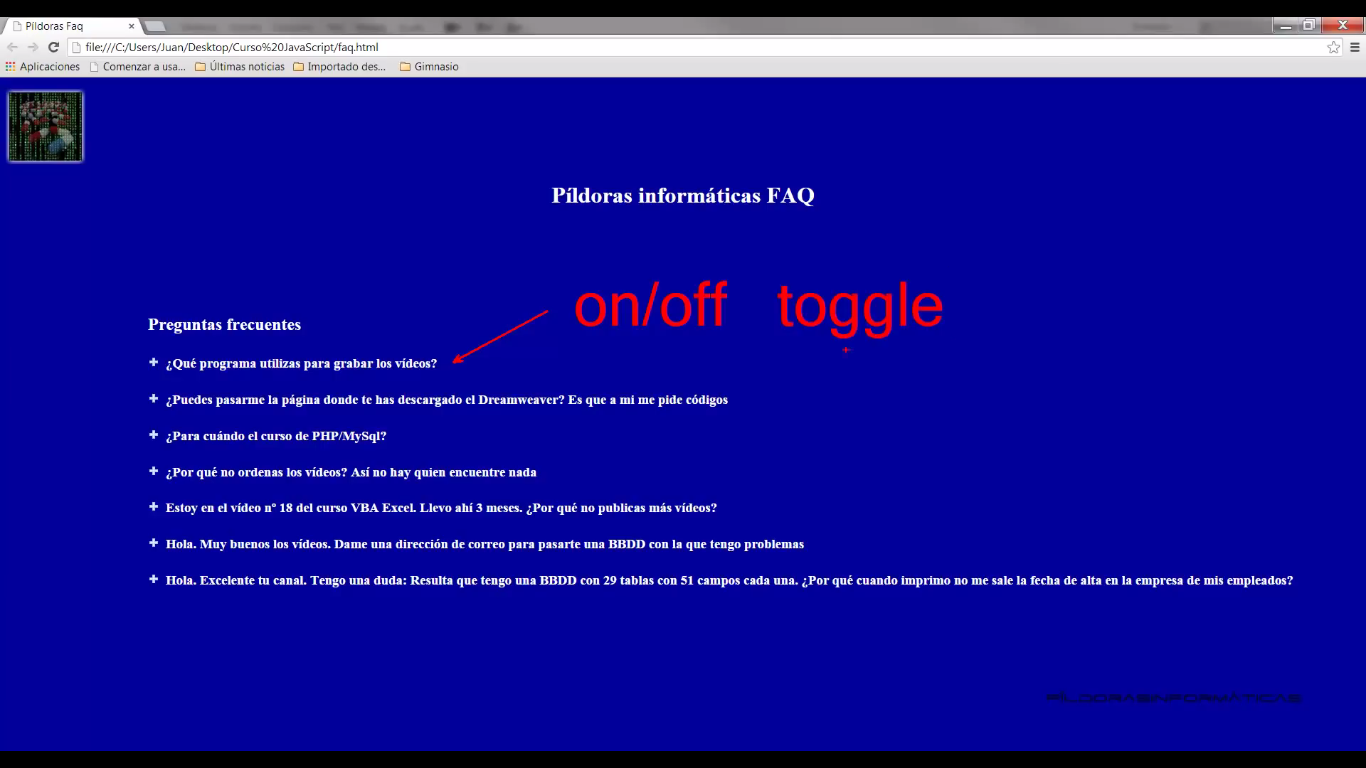 Píldoras Faq
file:///C:/Users/Juan/Desktop/Curso%20JavaScript/faq.html
Aplicaciones Comenzar a usa... Últimas noticias Importado des... Gimnasio
Píldoras informáticas FAQ
on/off toggle
Preguntas frecuentes
¿Qué programa utilizas para grabar los vídeos?
¿Puedes pasarme la página donde te has descargado el Dreamweaver? Es que a mi me pide códigos
¿Para cuándo el curso de PHP/MySql?
¿Por qué no ordenas los vídeos? Así no hay quien encuentre nada
Estoy en el vídeo nº 18 del curso VBA Excel. Llevo ahí 3 meses. ¿Por qué no publicas más vídeos?
Hola. Muy buenos los vídeos. Dame una dirección de correo para pasarte una BBDD con la que tengo problemas
Hola. Excelente tu canal. Tengo una duda: Resulta que tengo una BBDD con 29 tablas con 51 campos cada una. ¿Por qué cuando imprimo no me sale la fecha de alta en la empresa de mis empleados?
PÍLDORASINFORMÁTICAS